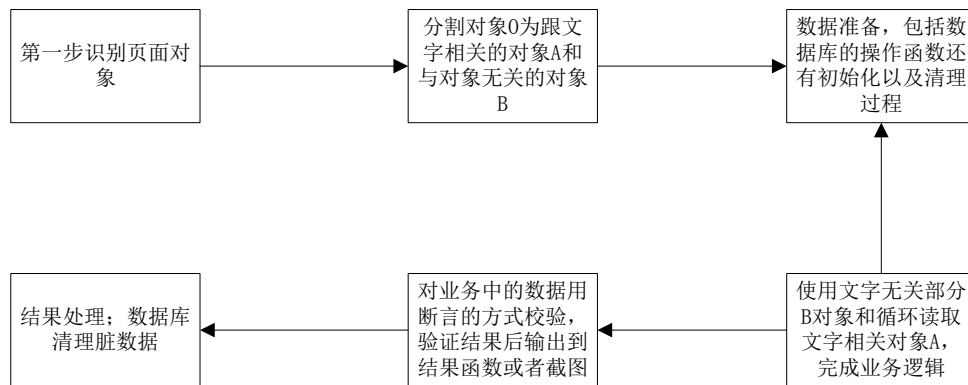 第一步识别页面对
象
分割对象O为跟文
字相关的对象A和
与对象无关的对象
B
数据准备，包括数
据库的操作函数还
有初始化以及清理
过程
结果处理；数据库
清理脏数据
对业务中的数据用
断言的方式校验，
验证结果后输出到
结果函数或者截图
使用文字无关部分
B对象和循环读取
文字相关对象A，
完成业务逻辑